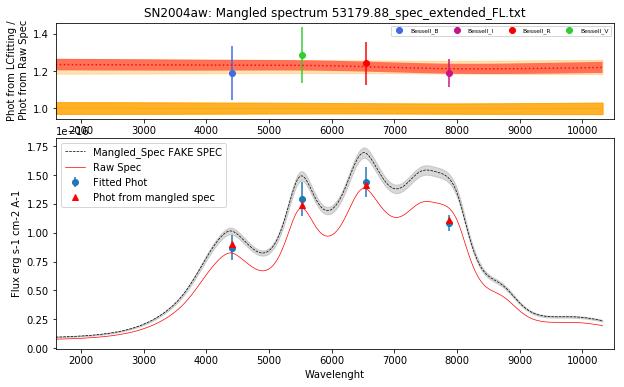 SN2004aw: Mangled spectrum 53179.88_spec_extended_FL.txt
Phot from LCfitting /
Phot from Raw Spec
1.4
1.2
1.0
Bessell_B
Bessell_I
Bessell_R
Bessell_V
2000 3000 4000 5000 6000 7000 8000 9000 10000
Flux erg s-1 cm-2 A-1
1.75
1.50
1.25
1.00
0.75
0.50
0.25
0.00
Mangled_Spec FAKE SPEC
Raw Spec
Fitted Phot
Phot from mangled spec
2000 3000 4000 5000 6000 7000 8000 9000 10000
Wavelenght